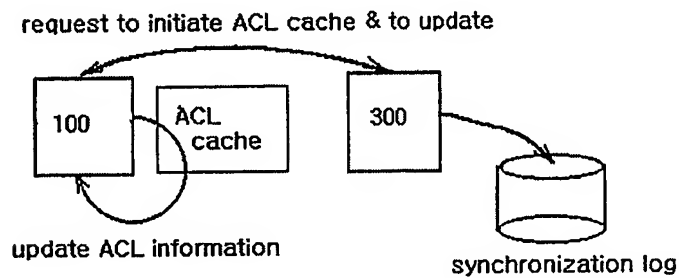 request to initiate ACL cache & to update
100
ACL
cache
300
update ACL information
synchronization log